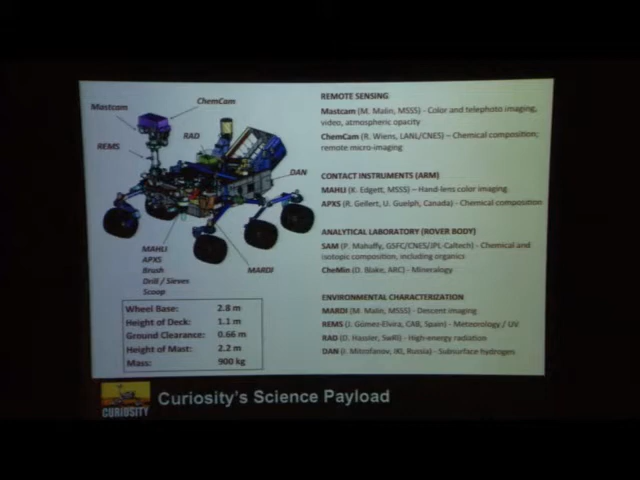 Mastcam
ChemCam
RAD
REMS
DAN
MAHLI
APXS
Brush
Drill / Sieves
Scoop
MARDI
Wheel Base: 2.8 m
Height of Deck: 1.1 m
Ground Clearance: 0.66 m
Height of Mast: 2.2 m
Mass: 900 kg
REMOTE SENSING
Mastcam (M. Malin, MSSS) - Color and telephoto imaging,
video, atmospheric opacity
ChemCam (R. Wiens, LANL/CNES) – Chemical composition;
remote micro-imaging
CONTACT INSTRUMENTS (ARM)
MAHLI (K. Edgett, MSSS) – Hand-lens color imaging
APXS (R. Gellert, U. Guelph, Canada) - Chemical composition
ANALYTICAL LABORATORY (ROVER BODY)
SAM (P. Mahaffy, GSFC/CNES/JPL-Caltech) - Chemical and
isotopic composition, including organics
CheMin (D. Blake, ARC) - Mineralogy
ENVIRONMENTAL CHARACTERIZATION
MARDI (M. Malin, MSSS) - Descent imaging
REMS (J. Gómez-Elvira, CAB, Spain) - Meteorology / UV
RAD (D. Hassler, SwRI) - High-energy radiation
DAN (I. Mitrofanov, IKI, Russia) - Subsurface hydrogen
CURIOSITY
Curiosity's Science Payload